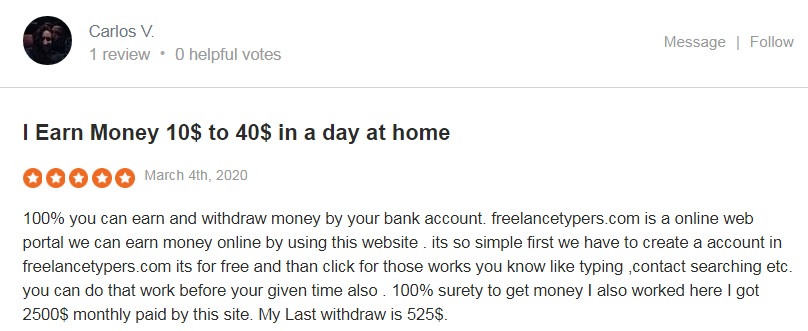 Carlos V.
1 review • 0 helpful votes
Message | Follow
I Earn Money 10$ to 40$ in a day at home
March 4th, 2020
100% you can earn and withdraw money by your bank account. freelancetypers.com is a online web
portal we can earn money online by using this website . its so simple first we have to create a account in
freelancetypers.com its for free and than click for those works you know like typing ,contact searching etc.
you can do that work before your given time also . 100% surety to get money I also worked here I got
2500$ monthly paid by this site. My Last withdraw is 525$.